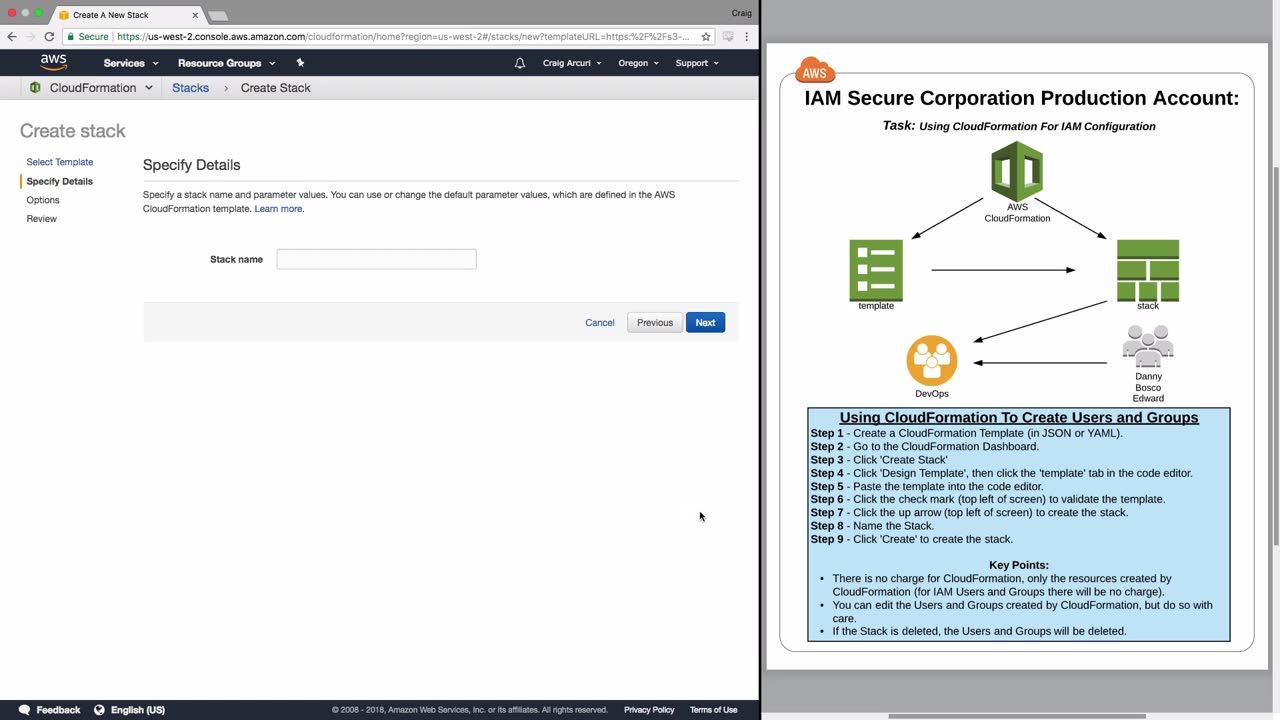 Create A New Stack
Craig
Secure | https://us-west-2.console.aws.amazon.com/cloudformation/home?region=us-west-2#/stacks/new?templateURL=https:%2F%2Fs3-...
aws
Services
Resource Groups
Craig Arcuri
Oregon
Support
CloudFormation
Stacks › Create Stack
Create stack
Select Template
Specify Details
Options
Review
Specify Details
Specify a stack name and parameter values. You can use or change the default parameter values, which are defined in the AWS
CloudFormation template. Learn more.
Stack name
Cancel
Previous
Next
Feedback
English (US)
© 2008 - 2018, Amazon Web Services, Inc. or its affiliates. All rights reserved.
Privacy Policy
Terms of Use
AWS
IAM Secure Corporation Production Account:
Task: Using CloudFormation For IAM Configuration
AWS
CloudFormation
template
stack
DevOps
Danny
Bosco
Edward
Using CloudFormation To Create Users and Groups
Step 1 - Create a CloudFormation Template (in JSON or YAML).
Step 2 - Go to the CloudFormation Dashboard.
Step 3 - Click 'Create Stack'
Step 4 - Click 'Design Template', then click the 'template' tab in the code editor.
Step 5 - Paste the template into the code editor.
Step 6 - Click the check mark (top left of screen) to validate the template.
Step 7 - Click the up arrow (top left of screen) to create the stack.
Step 8 - Name the Stack.
Step 9 - Click 'Create' to create the stack.
Key Points:
• There is no charge for CloudFormation, only the resources created by
CloudFormation (for IAM Users and Groups there will be no charge).
• You can edit the Users and Groups created by CloudFormation, but do so with
care.
• If the Stack is deleted, the Users and Groups will be deleted.